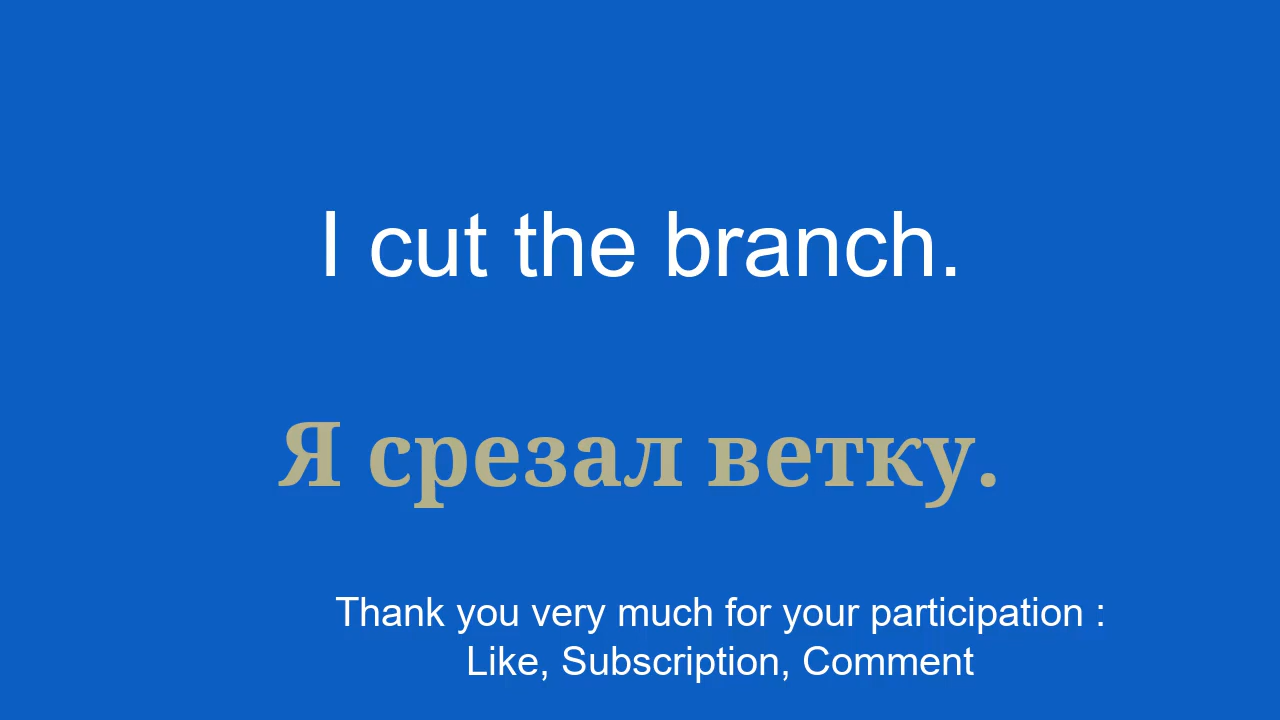 I cut the branch.
Я срезал ветку.
Thank you very much for your participation :
Like, Subscription, Comment